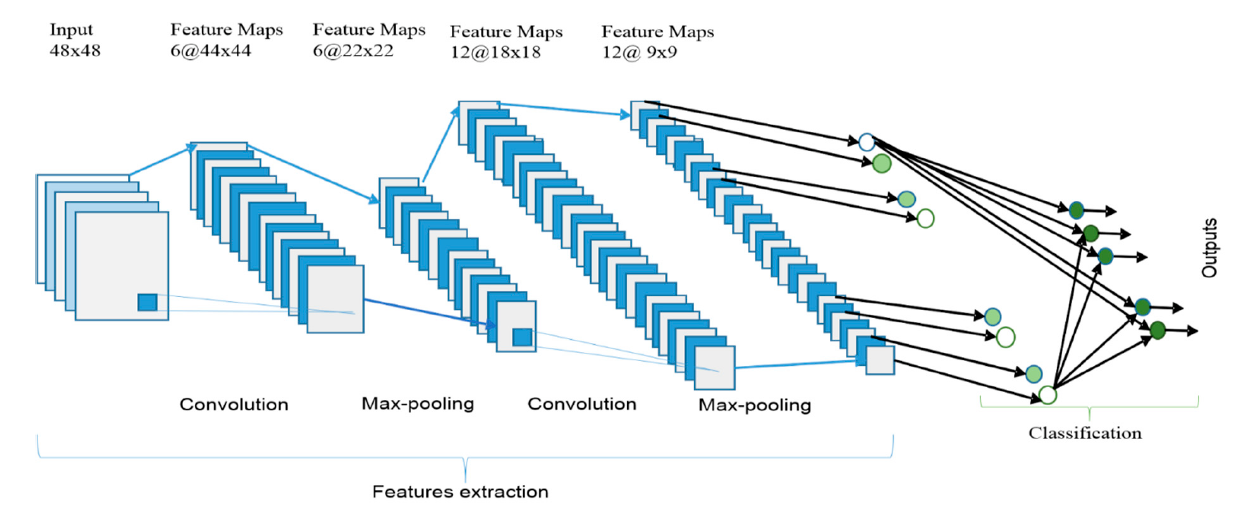 Input
48x48
Feature Maps
6@44x44
Feature Maps
6@22x22
Feature Maps
12@18x18
Feature Maps
12@ 9x9
Outputs
Convolution
Max-pooling
Convolution
Max-pooling
Classification
Features extraction